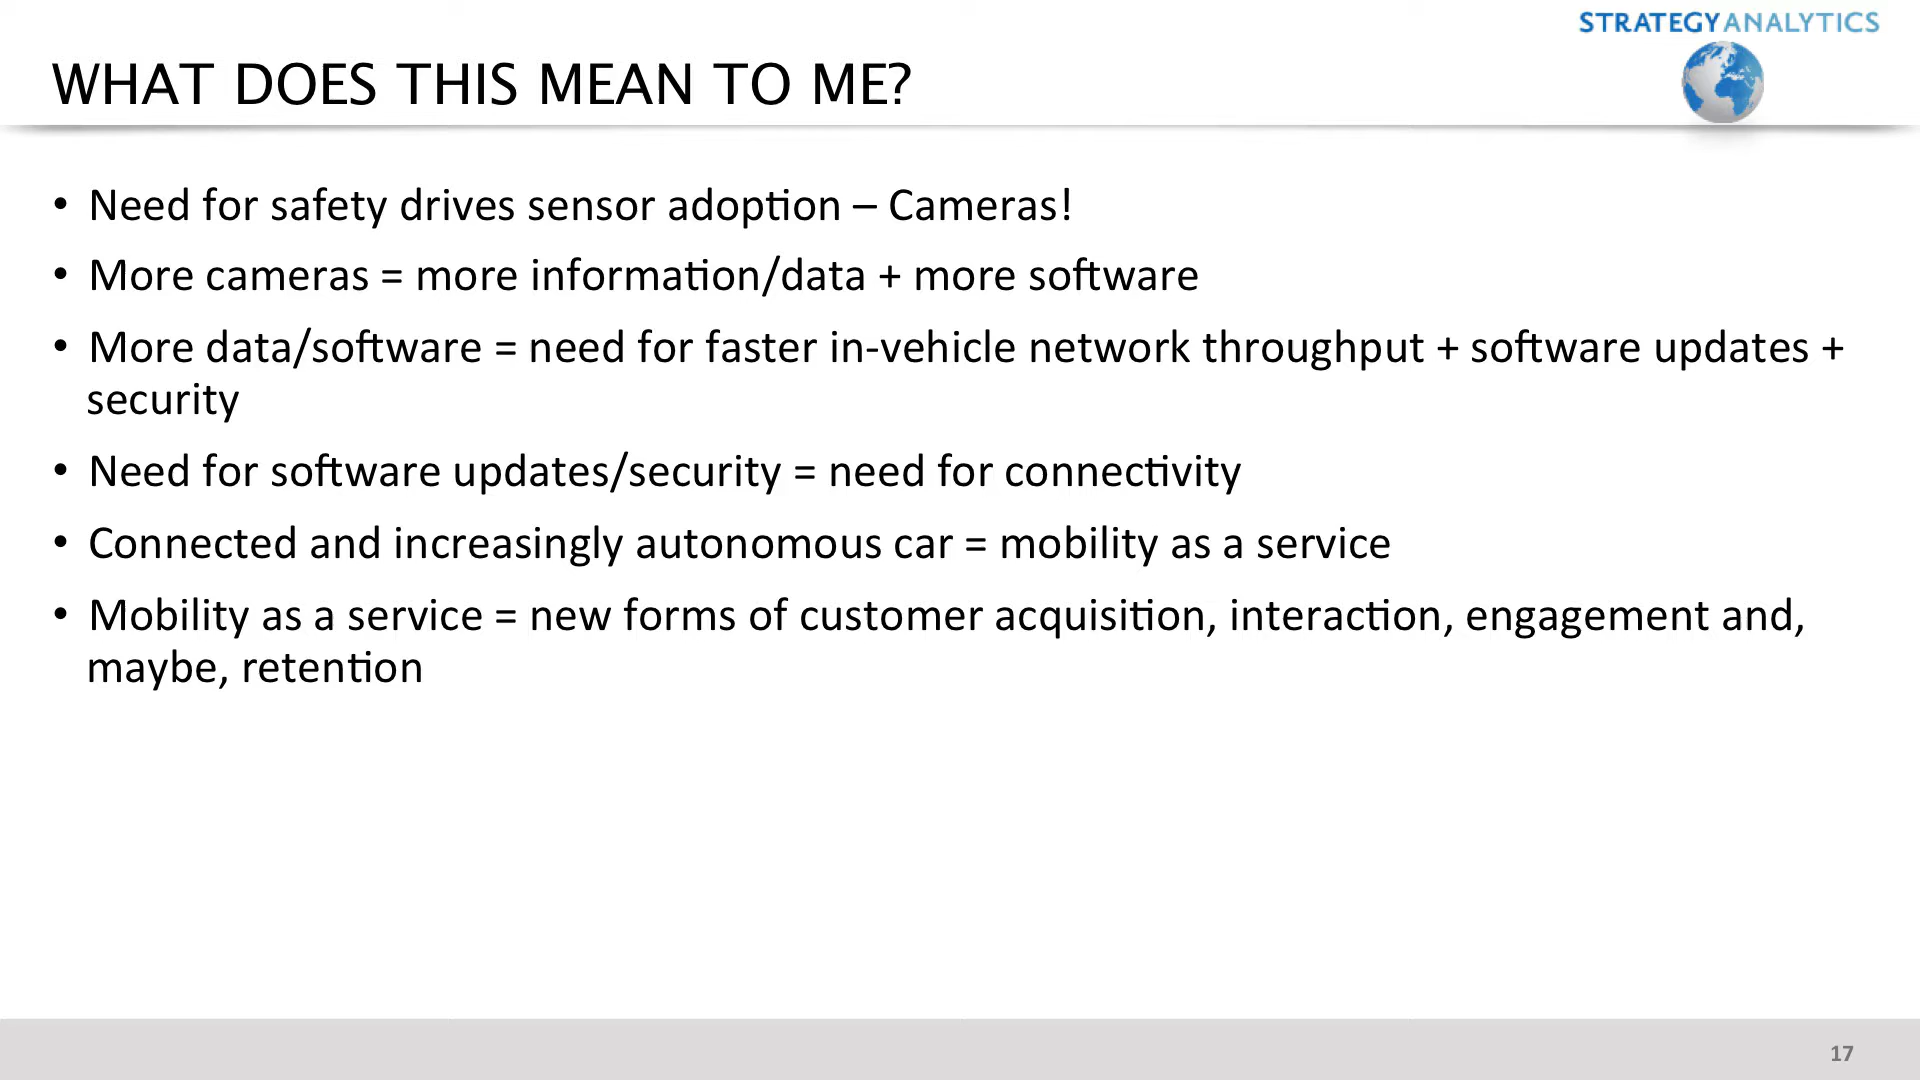 STRATEGYANALYTICS
WHAT DOES THIS MEAN TO ME?
• Need for safety drives sensor adoption – Cameras!
• More cameras = more information/data + more software
• More data/software = need for faster in-vehicle network throughput + software updates +
security
• Need for software updates/security = need for connectivity
• Connected and increasingly autonomous car = mobility as a service
• Mobility as a service = new forms of customer acquisition, interaction, engagement and,
maybe, retention
17